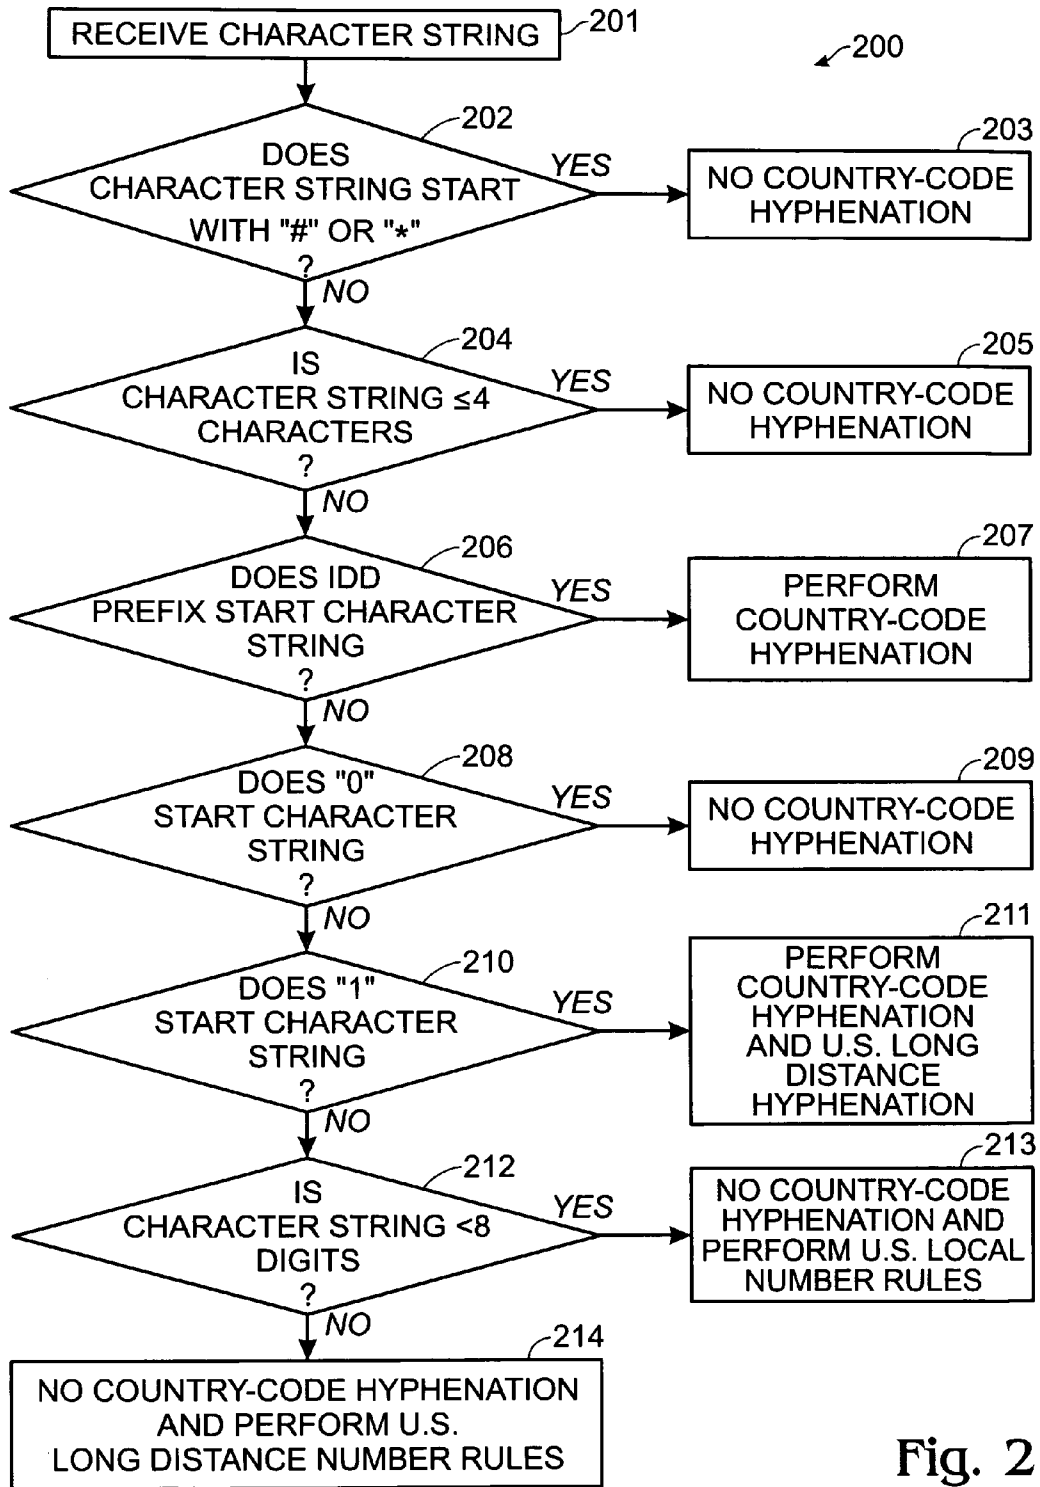 RECEIVE CHARACTER STRING
201
200
202
DOES
CHARACTER STRING START
WITH "#" OR "*"
?
YES
203
NO COUNTRY-CODE
HYPHENATION
NO
204
IS
CHARACTER STRING ≤4
CHARACTERS
?
YES
205
NO COUNTRY-CODE
HYPHENATION
NO
206
DOES IDD
PREFIX START CHARACTER
STRING
?
YES
207
PERFORM
COUNTRY-CODE
HYPHENATION
NO
208
DOES "0"
START CHARACTER
STRING
?
YES
209
NO COUNTRY-CODE
HYPHENATION
NO
210
DOES "1"
START CHARACTER
STRING
?
YES
211
PERFORM
COUNTRY-CODE
HYPHENATION
AND U.S. LONG
DISTANCE
HYPHENATION
NO
212
IS
CHARACTER STRING <8
DIGITS
?
YES
213
NO COUNTRY-CODE
HYPHENATION AND
PERFORM U.S. LOCAL
NUMBER RULES
NO
214
NO COUNTRY-CODE HYPHENATION
AND PERFORM U.S.
LONG DISTANCE NUMBER RULES
Fig. 2